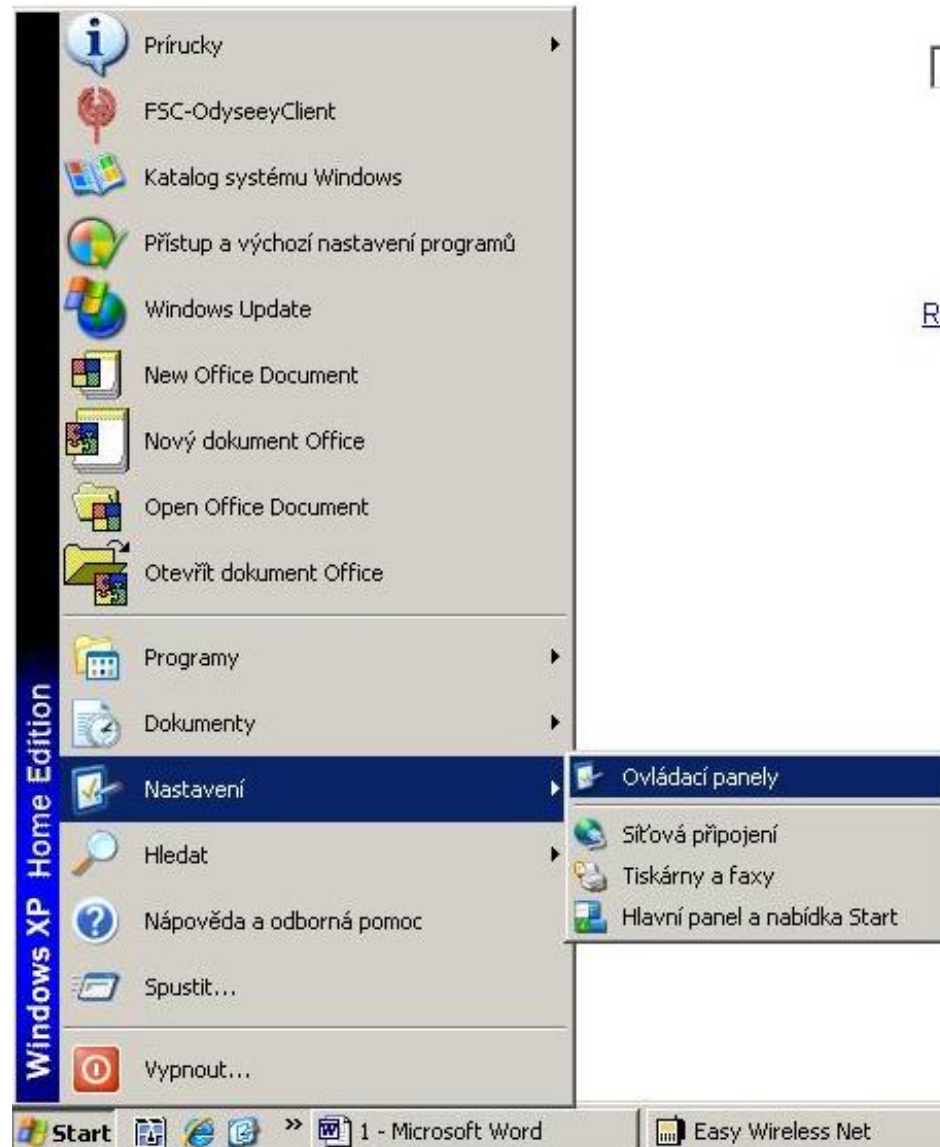 Prírucky
FSC-OdyseeyClient
Katalog systému Windows
Přístup a výchozí nastavení programů
Windows Update
New Office Document
Nový dokument Office
Open Office Document
Otevřít dokument Office
Programy
Dokumenty
Nastavení
Hledat
Nápověda a odborná pomoc
Spustit...
Vypnout...
Windows XP Home Edition
Ovládací panely
Síťová připojení
Tiskárny a faxy
Hlavní panel a nabídka Start
R
Start
1 - Microsoft Word
Easy Wireless Net